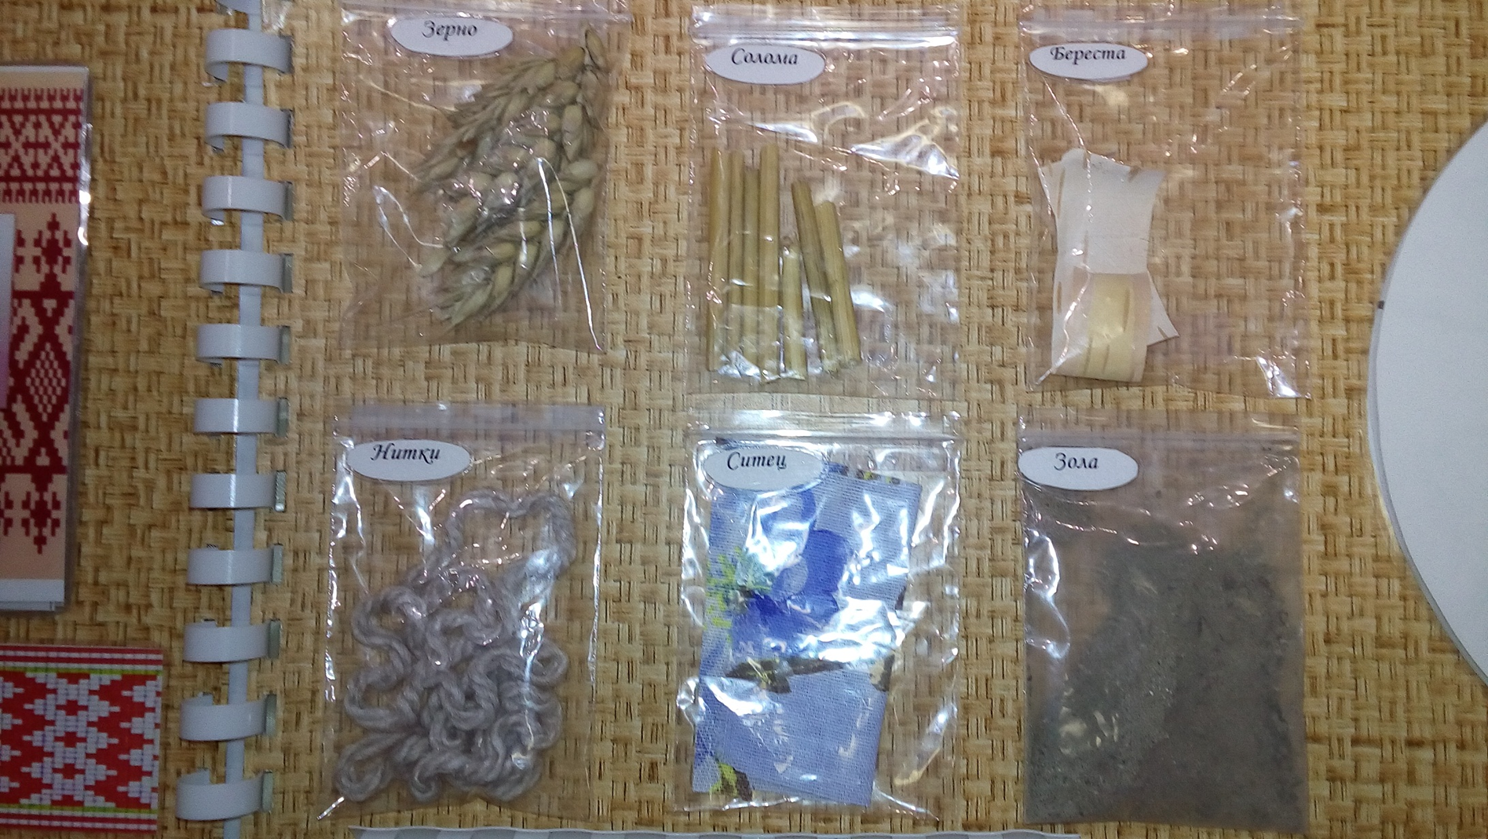 Зерно
Солома
Береста
Нитки
Ситец
Зола